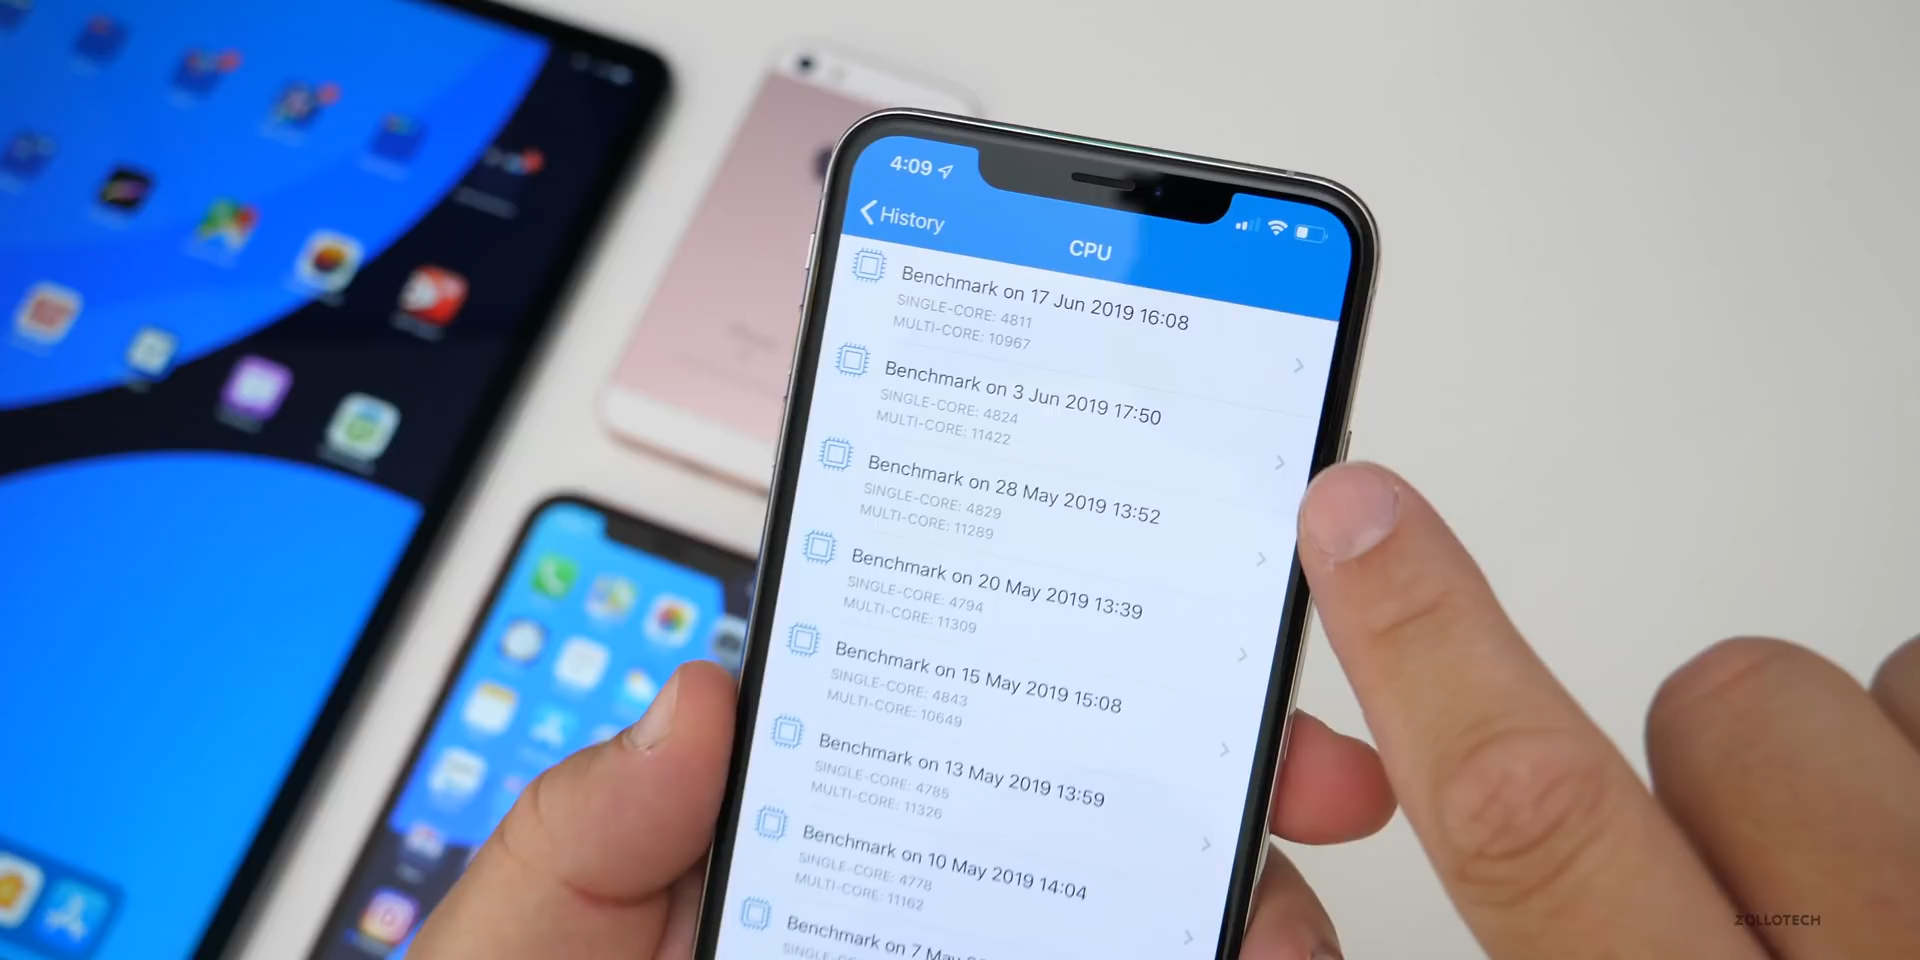 4:09
History
CPU
Benchmark on 17 Jun 2019 16:08
SINGLE-CORE: 4811
MULTI-CORE: 10967
Benchmark on 3 Jun 2019 17:50
SINGLE-CORE: 4824
MULTI-CORE: 11422
Benchmark on 28 May 2019 13:52
SINGLE-CORE: 4829
MULTI-CORE: 11289
Benchmark on 20 May 2019 13:39
SINGLE-CORE: 4794
MULTI-CORE: 11309
Benchmark on 15 May 2019 15:08
SINGLE-CORE: 4843
MULTI-CORE: 10649
Benchmark on 13 May 2019 13:59
SINGLE-CORE: 4785
MULTI-CORE: 11326
Benchmark on 10 May 2019 14:04
SINGLE-CORE: 4778
MULTI-CORE: 11162
Benchmark on 7 May
SINGLE-CORE:
ZOLLOTECH